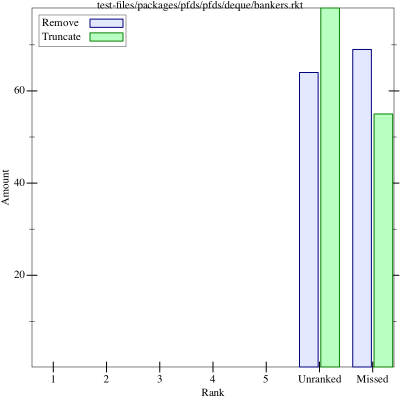 test-files/packages/pfds/pfds/deque/bankers.rkt
Remove
Truncate
60
40
20
Amount
1 2 3 4 5 Unranked Missed
Rank